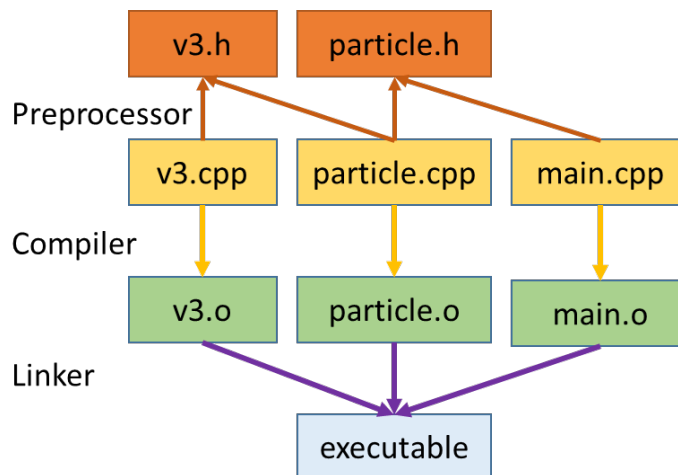 v3.h
particle.h
Preprocessor
v3.cpp
particle.cpp
main.cpp
Compiler
v3.o
particle.o
main.o
Linker
executable